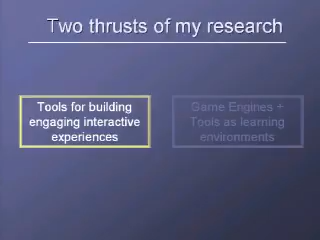 Two thrusts of my research
Tools for building
engaging interactive
experiences
Game Engines +
Tools as learning
environments